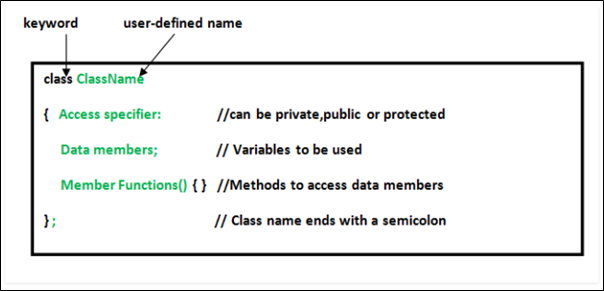 keyword user-defined name
class ClassName
{ Access specifier: //can be private,public or protected
Data members; // Variables to be used
Member Functions() { } //Methods to access data members
} ; // Class name ends with a semicolon